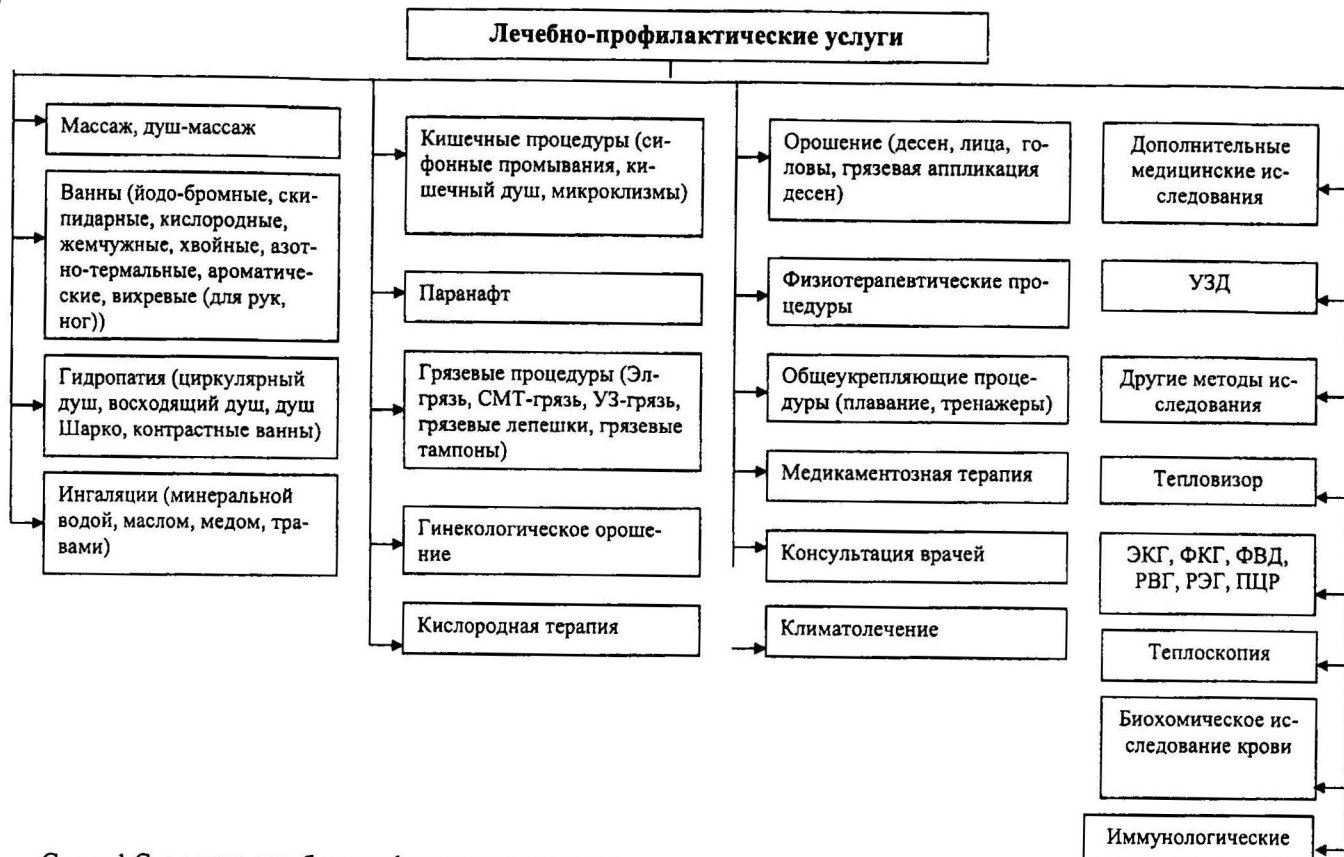 Лечебно-профилактические услуги
Массаж, душ-массаж
Ванны (йодо-бромные, ски-
пидарные, кислородные,
жемчужные, хвойные, азот-
но-термальные, ароматиче-
ские, вихревые (для рук,
ног))
Гидропатия (циркулярный
душ, восходящий душ, душ
Шарко, контрастные ванны)
Ингаляции (минеральной
водой, маслом, медом, тра-
вами)
Кишечные процедуры (си-
фонные промывания, ки-
шечный душ, микроклизмы)
Паранафт
Грязевые процедуры (Эл-
грязь, СМТ-грязь, УЗ-грязь,
грязевые лепешки, грязевые
тампоны)
Гинекологическое ороше-
ние
Кислородная терапия
Орошение (десен, лица, го-
ловы, грязевая аппликация
десен)
Физиотерапевтические про-
цедуры
Общеукрепляющие проце-
дуры (плавание, тренажеры)
Медикаментозная терапия
Консультация врачей
Климатолечение
Дополнительные
медицинские ис-
следования
УЗД
Другие методы ис-
следования
Тепловизор
ЭКГ, ФКГ, ФВД,
РВГ, РЭГ, ПЦР
Теплоскопия
Биохомическое ис-
следование крови
Иммунологические